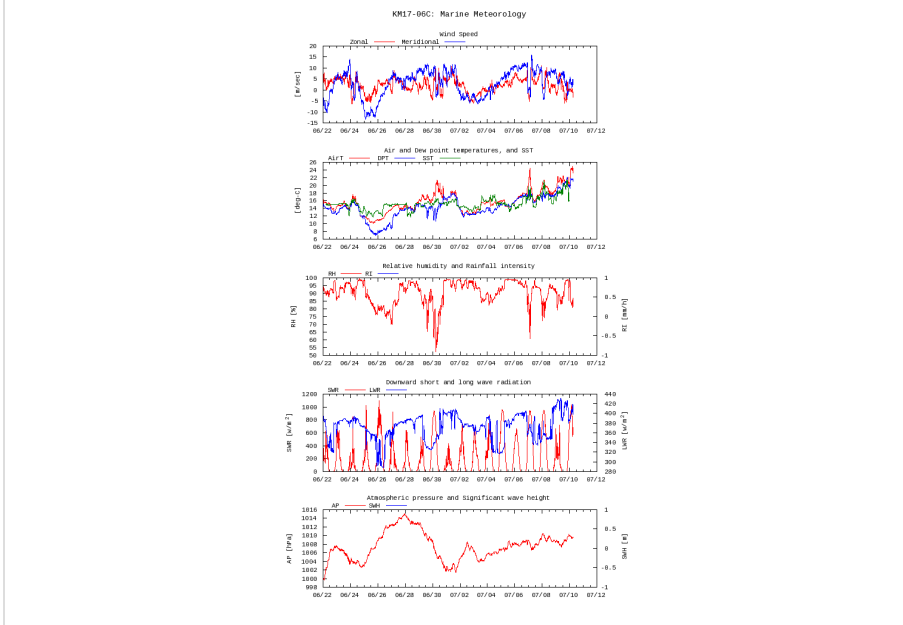 KM17-06C: Marine Meteorology
Wind Speed
Zonal Meridional
20
15
10
5
0
-5
-10
-15
[m/sec]
06/22 06/24 06/26 06/28 06/30 07/02 07/04 07/06 07/08 07/10 07/12
Air and Dew point temperatures, and SST
AirT DPT SST
26
24
22
20
18
16
14
12
10
8
6
[deg-C]
06/22 06/24 06/26 06/28 06/30 07/02 07/04 07/06 07/08 07/10 07/12
Relative humidity and Rainfall intensity
RH RI
100
95
90
85
80
75
70
65
60
55
50
RH [%]
1
0.5
0
-0.5
-1
RI [mm/h]
06/22 06/24 06/26 06/28 06/30 07/02 07/04 07/06 07/08 07/10 07/12
Downward short and long wave radiation
SWR LWR
1200
1000
800
600
400
200
0
SWR [w/m²]
440
420
400
380
360
340
320
300
280
LWR [w/m²]
06/22 06/24 06/26 06/28 06/30 07/02 07/04 07/06 07/08 07/10 07/12
Atmospheric pressure and Significant wave height
AP SWH
1016
1014
1012
1010
1008
1006
1004
1002
1000
998
AP [hPa]
1
0.5
0
-0.5
-1
SWH [m]
06/22 06/24 06/26 06/28 06/30 07/02 07/04 07/06 07/08 07/10 07/12